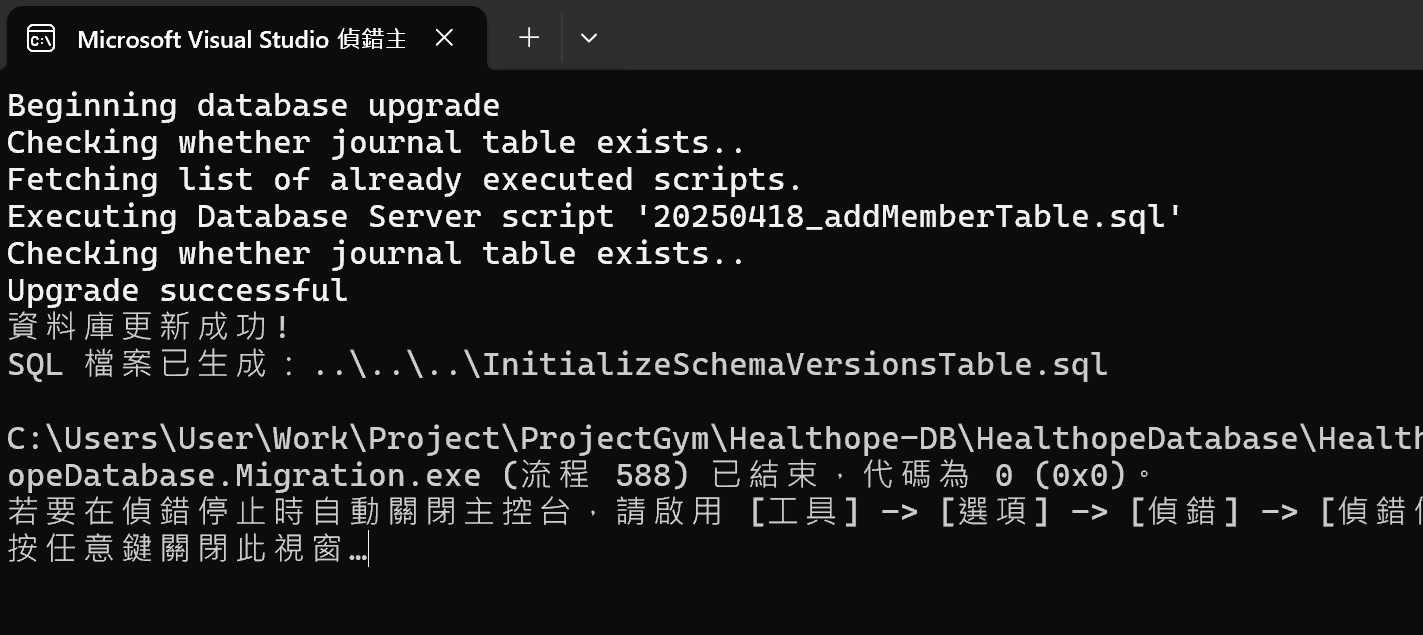 Microsoft Visual Studio 偵錯主
Beginning database upgrade
Checking whether journal table exists..
Fetching list of already executed scripts.
Executing Database Server script '20250418_addMemberTable.sql'
Checking whether journal table exists..
Upgrade successful
資料庫更新成功!
SQL 檔案已生成：..\..\..\InitializeSchemaVersionsTable.sql
C:\Users\User\Work\Project\ProjectGym\Healthope-DB\HealthopeDatabase\Health
opeDatabase.Migration.exe (流程 588) 已結束，代碼為 0 (0x0)。
若要在偵錯停止時自動關閉主控台，請啟用 [工具] -> [選項] -> [偵錯] -> [偵錯
按任意鍵關閉此視窗…